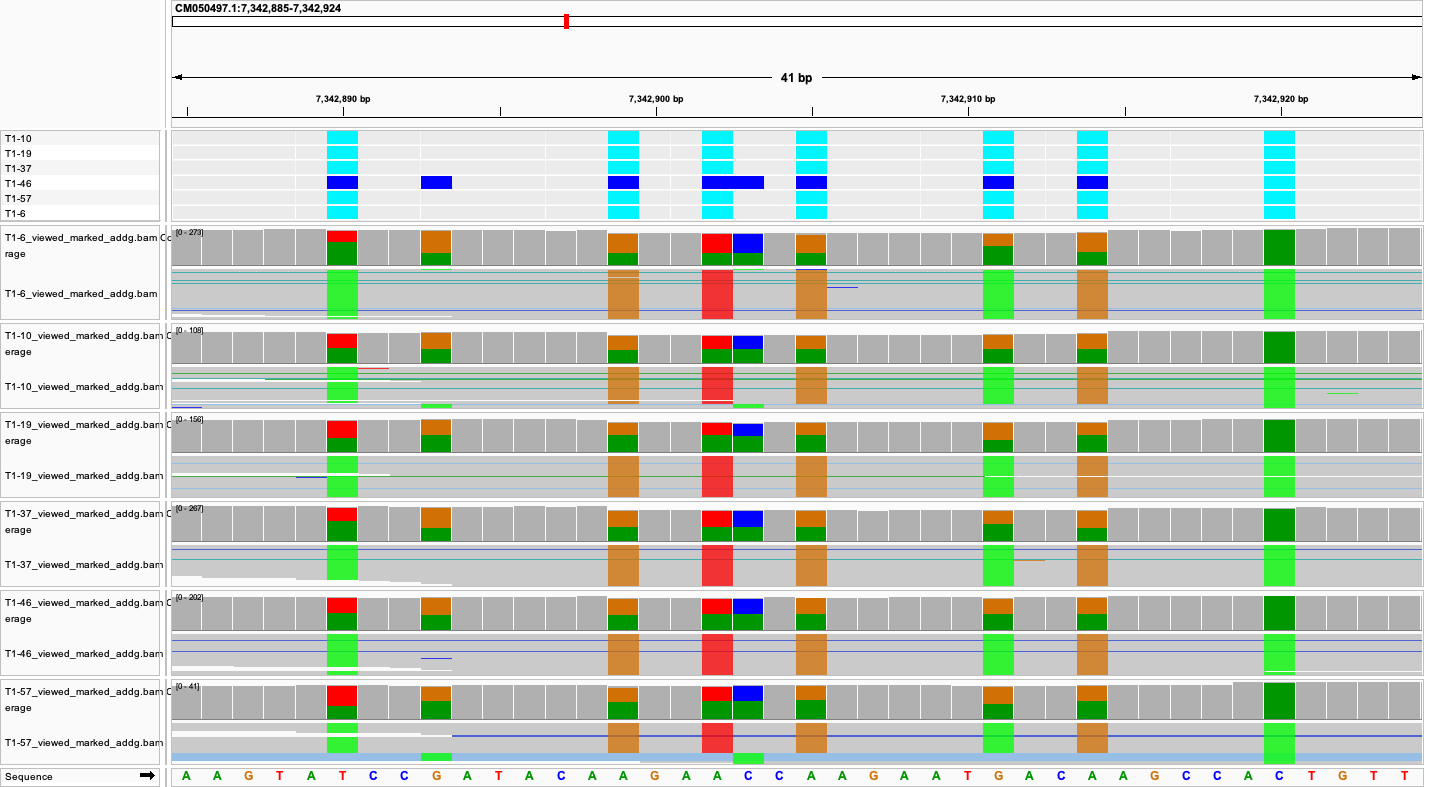 CM050497.1:7,342,885-7,342,924
41 bp
7,342,890 bp 7,342,900 bp 7,342,910 bp 7,342,920 bp
T1-10
T1-19
T1-37
T1-46
T1-57
T1-6
T1-6_viewed_marked_addg.bam Co
rage
[0 - 273]
T1-6_viewed_marked_addg.bam
T1-10_viewed_marked_addg.bam C
erage
[0 - 108]
T1-10_viewed_marked_addg.bam
T1-19_viewed_marked_addg.bam C
erage
[0 - 156]
T1-19_viewed_marked_addg.bam
T1-37_viewed_marked_addg.bam C
erage
[0 - 267]
T1-37_viewed_marked_addg.bam
T1-46_viewed_marked_addg.bam C
erage
[0 - 202]
T1-46_viewed_marked_addg.bam
T1-57_viewed_marked_addg.bam C
erage
[0 - 41]
T1-57_viewed_marked_addg.bam
Sequence A A G T A T C C G A T A C A A G A A C C A A G A A T G A C A A G C C A C T G T T